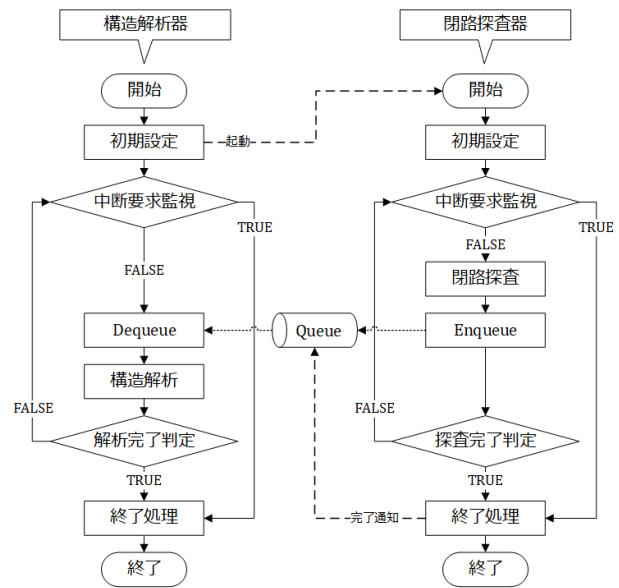 構造解析器
閉路探査器
開始
開始
初期設定
起動
初期設定
中断要求監視
中断要求監視
TRUE
TRUE
FALSE
FALSE
閉路探査
Dequeue
Queue
Enqueue
構造解析
FALSE
FALSE
解析完了判定
探査完了判定
TRUE
TRUE
終了処理
完了通知
終了処理
終了
終了